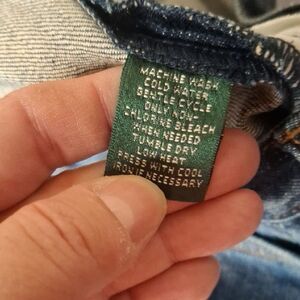 MACHINE WASH
COLD WATER
GENTLE CYCLE
ONLY NON-
CHLORINE BLEACH
WHEN NEEDED
TUMBLE DRY
LOW HEAT
PRESS WITH COOL
IRON IF NECESSARY